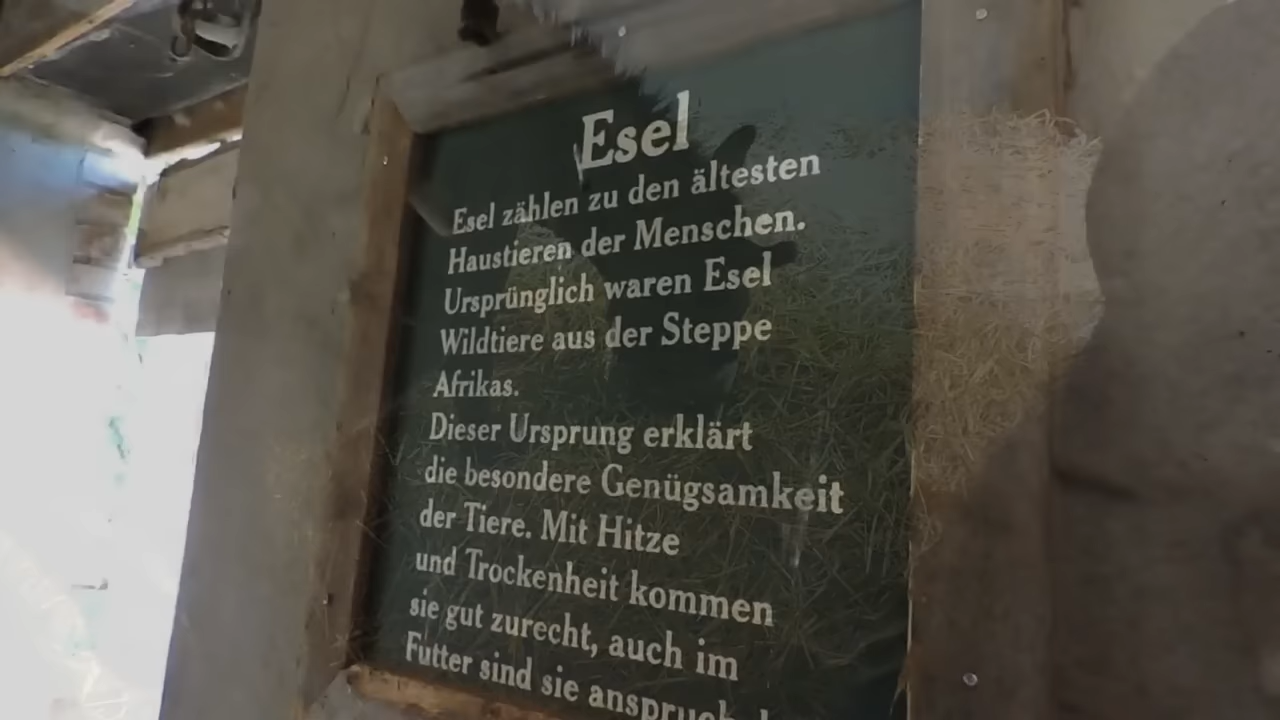 Esel
Esel zählen zu den ältesten
Haustieren der Menschen.
Ursprünglich waren Esel
Wildtiere aus der Steppe
Afrikas.
Dieser Ursprung erklärt
die besondere Genügsamkeit
der Tiere. Mit Hitze
und Trockenheit kommen
sie gut zurecht, auch im
Futter sind sie